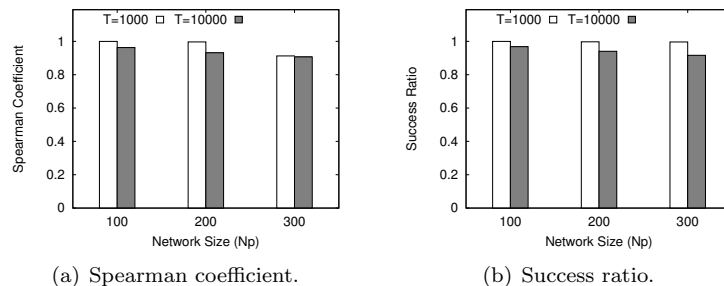 T=1000 T=10000
Spearman Coefficient
1
0.8
0.6
0.4
0.2
0
100 200 300
Network Size (Np)
(a) Spearman coefficient.
T=1000 T=10000
Success Ratio
1
0.8
0.6
0.4
0.2
0
100 200 300
Network Size (Np)
(b) Success ratio.